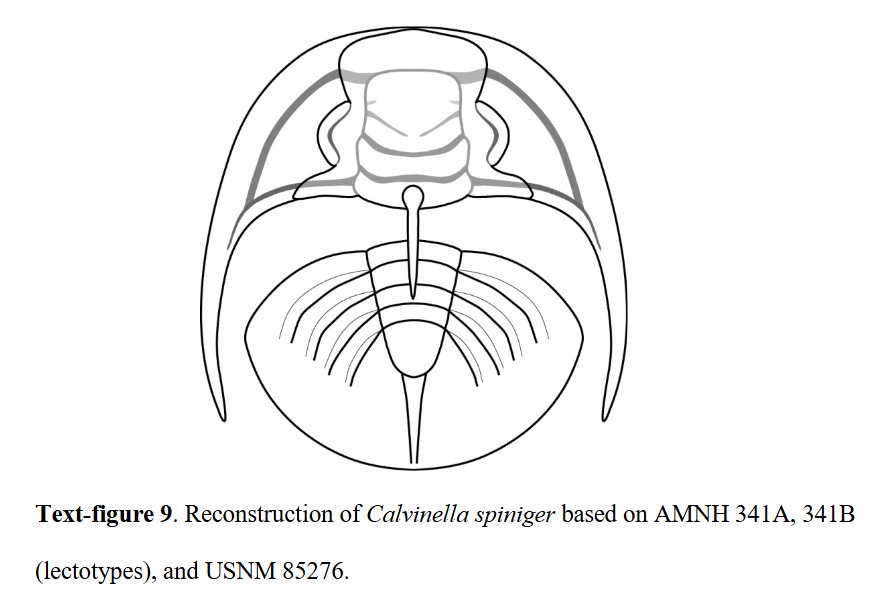 Text-figure 9. Reconstruction of Calvinella spiniger based on AMNH 341A, 341B
(lectotypes), and USNM 85276.